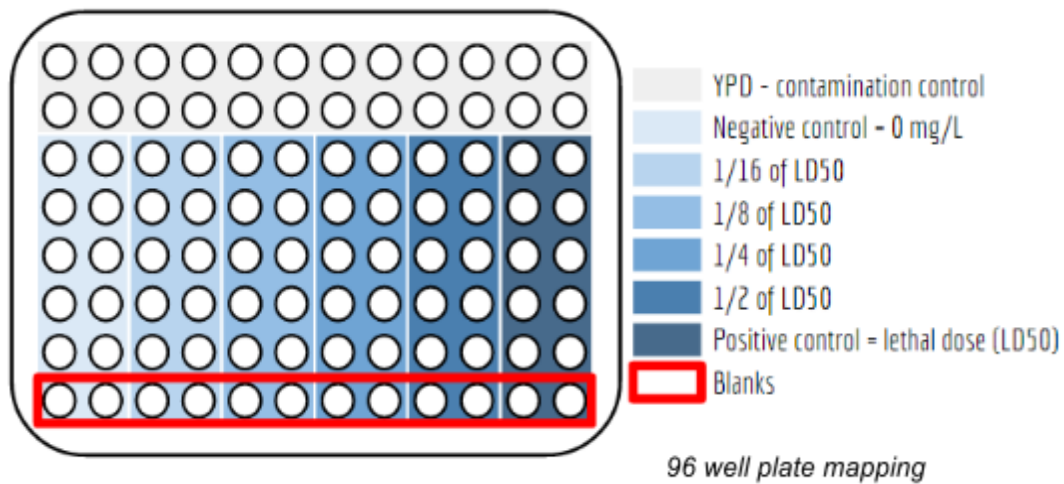 YPD - contamination control
Negative control = 0 mg/L
1/16 of LD50
1/8 of LD50
1/4 of LD50
1/2 of LD50
Positive control = lethal dose (LD50)
Blanks
96 well plate mapping